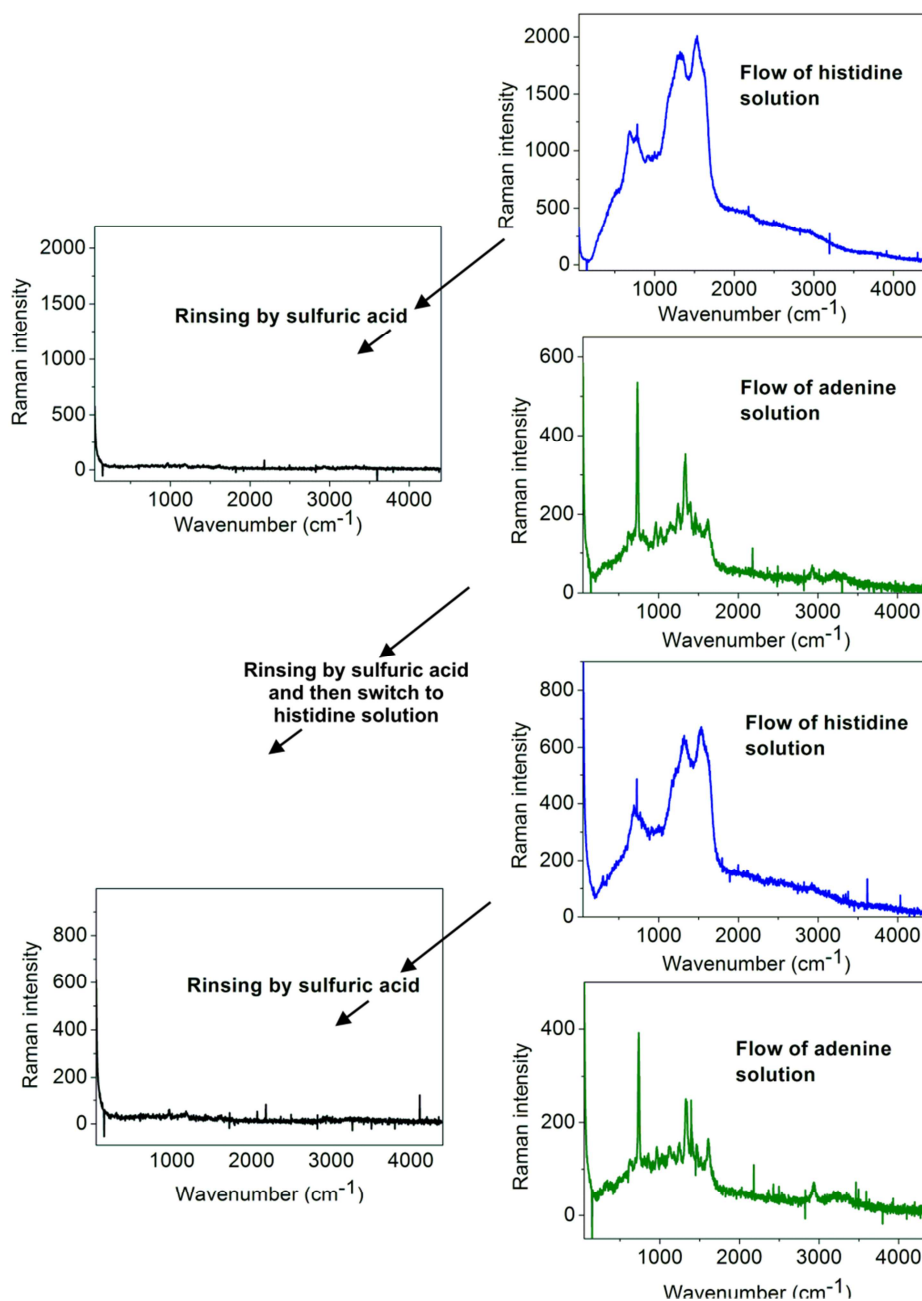 2000
1500
1000
500
0
Raman intensity
Flow of histidine
solution
1000 2000 3000 4000
Wavenumber (cm-1)
2000
1500
1000
500
0
Raman intensity
Rinsing by sulfuric acid
1000 2000 3000 4000
Wavenumber (cm-1)
600
400
200
0
Raman intensity
Flow of adenine
solution
1000 2000 3000 4000
Wavenumber (cm-1)
Rinsing by sulfuric acid
and then switch to
histidine solution
800
600
400
200
0
Raman intensity
Flow of histidine
solution
1000 2000 3000 4000
Wavenumber (cm-1)
800
600
400
200
0
Raman intensity
Rinsing by sulfuric acid
1000 2000 3000 4000
Wavenumber (cm-1)
400
200
0
Raman intensity
Flow of adenine
solution
1000 2000 3000 4000
Wavenumber (cm-1)